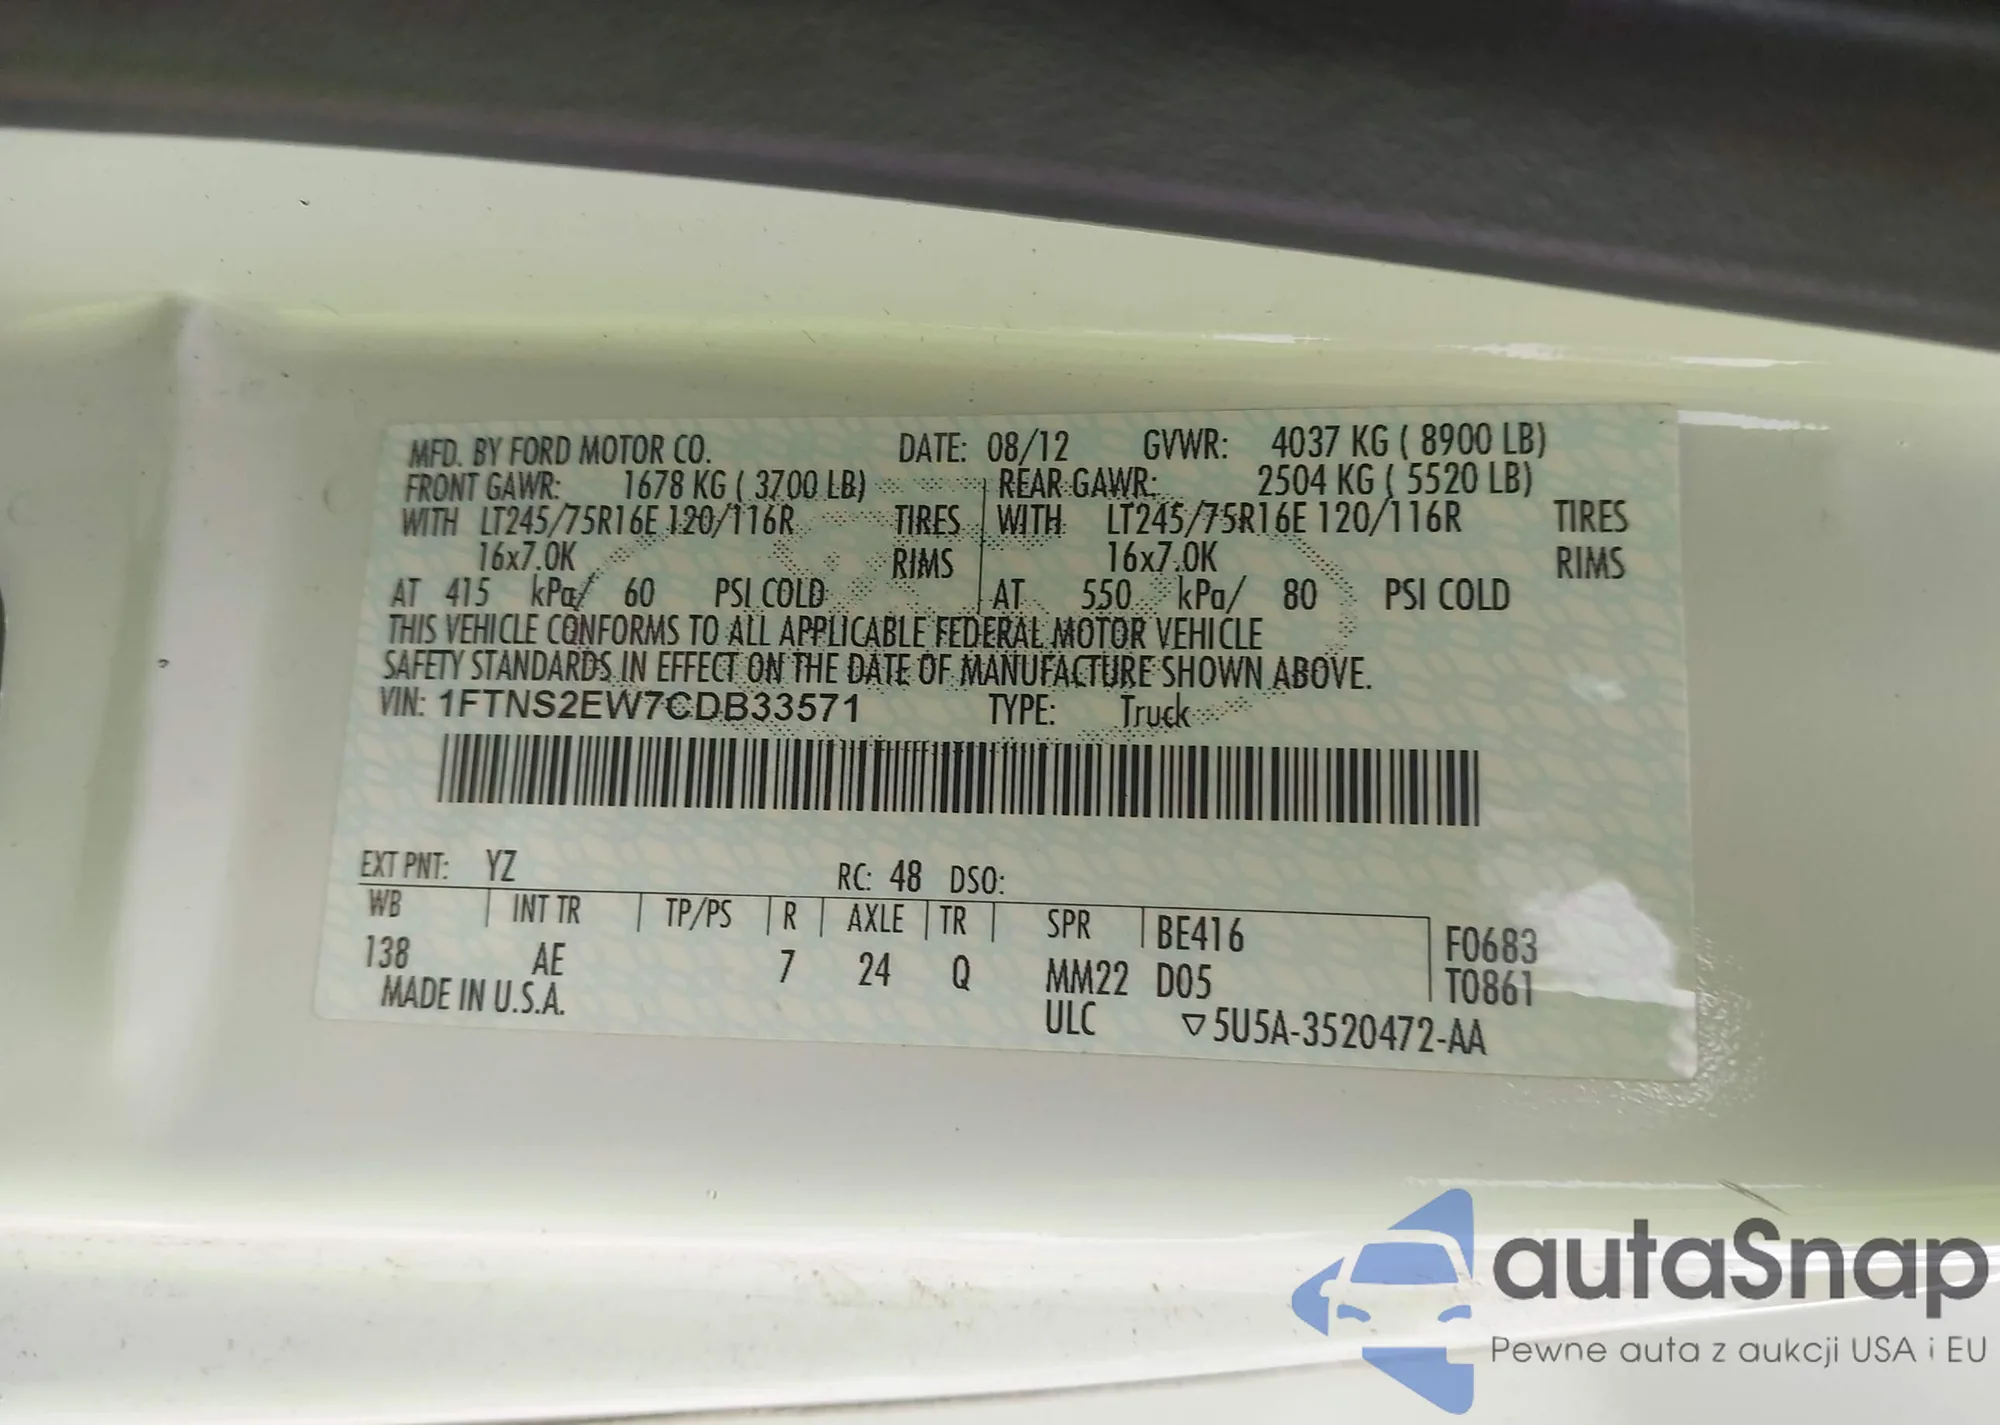 MFD. BY FORD MOTOR CO. DATE: 08/12 GVWR: 4037 KG ( 8900 LB)
FRONT GAWR: 1678 KG ( 3700 LB) REAR GAWR: 2504 KG ( 5520 LB)
WITH LT245/75R16E 120/116R TIRES WITH LT245/75R16E 120/116R TIRES
16x7.0K RIMS 16x7.0K RIMS
AT 415 kPa/ 60 PSI COLD AT 550 kPa/ 80 PSI COLD
THIS VEHICLE CONFORMS TO ALL APPLICABLE FEDERAL MOTOR VEHICLE
SAFETY STANDARDS IN EFFECT ON THE DATE OF MANUFACTURE SHOWN ABOVE.
VIN: 1FTNS2EW7CDB33571 TYPE: Truck
EXT PNT: YZ RC: 48 DSO:
WB INT TR TP/PS R AXLE TR SPR BE416 F0683
138 AE 7 24 Q MM22 D05 T0861
MADE IN U.S.A. ULC ▽5U5A-3520472-AA
autaSnap
Pewne auta z aukcji USA i EU